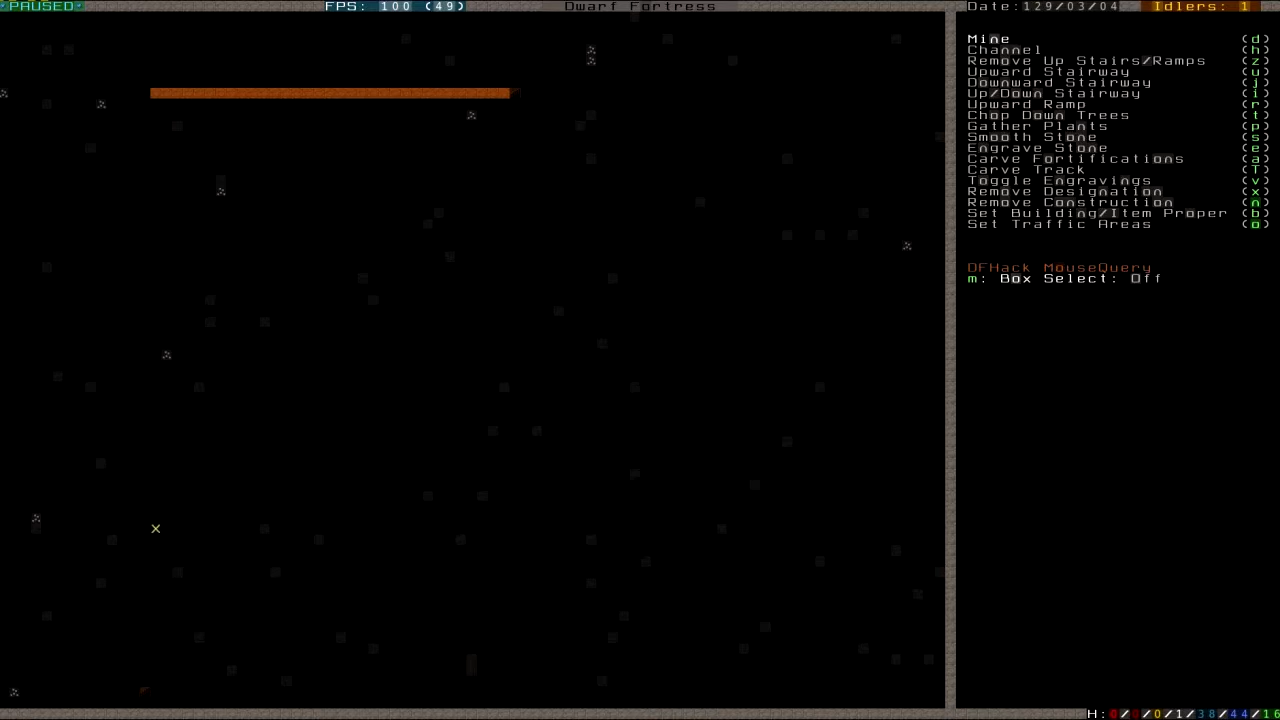 PAUSED FPS: 100 (49) Dwarf Fortress Date:129/03/04 Idlers: 1
Mine (d)
Channel (h)
Remove Up Stairs/Ramps (z)
Upward Stairway (u)
Downward Stairway (j)
Up/Down Stairway (i)
Upward Ramp (r)
Chop Down Trees (t)
Gather Plants (p)
Smooth Stone (s)
Engrave Stone (e)
Carve Fortifications (a)
Carve Track (T)
Toggle Engravings (v)
Remove Designation (x)
Remove Construction (n)
Set Building/Item Proper (b)
Set Traffic Areas (o)
DFHack MouseQuery
m: Box Select: Off